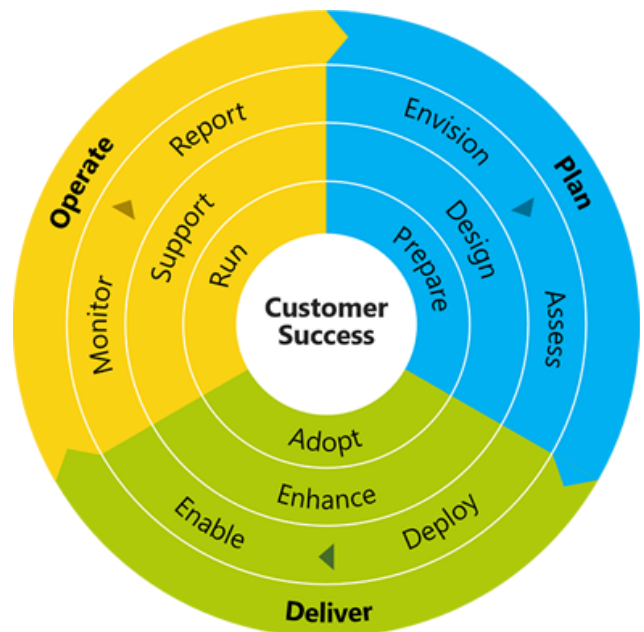 Customer
Success
Plan
Envision
Assess
Design
Prepare
Deliver
Deploy
Enable
Enhance
Adopt
Operate
Monitor
Report
Support
Run